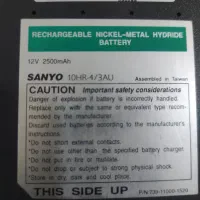 RECHARGEABLE NICKEL-METAL HYDRIDE
BATTERY
12V 2500mAh
SANYO 10HR-4/3AU Assembled in Taiwan
CAUTION Important safety considerations
Danger of explosion if battery is incorrectly handled.
Replace only with the same or equivalent type recom-
mended by the manufacturer.
Discard used batteries according to the manufacturer's
instructions.
*Do not short external contacts.
*Do not use other than the specified battery charger.
*Do not put in fire or mutilate.
*Do not drop or subject to strong physical shock.
*Store in dry, dark and cool place.
THIS SIDE UP